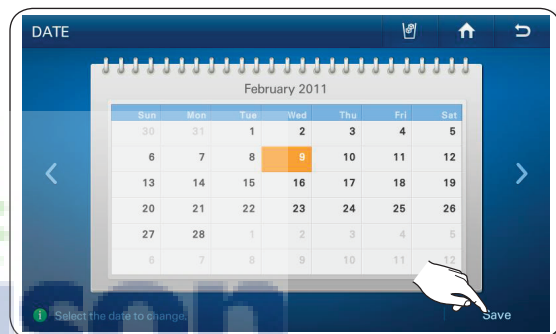 DATE
February 2011
Sun Mon Tue Wed Thu Fri Sat
30 31 1 2 3 4 5
6 7 8 9 10 11 12
13 14 15 16 17 18 19
20 21 22 23 24 25 26
27 28 1 2 3 4 5
6 7 8 9 10 11 12
Select the date to change. Save